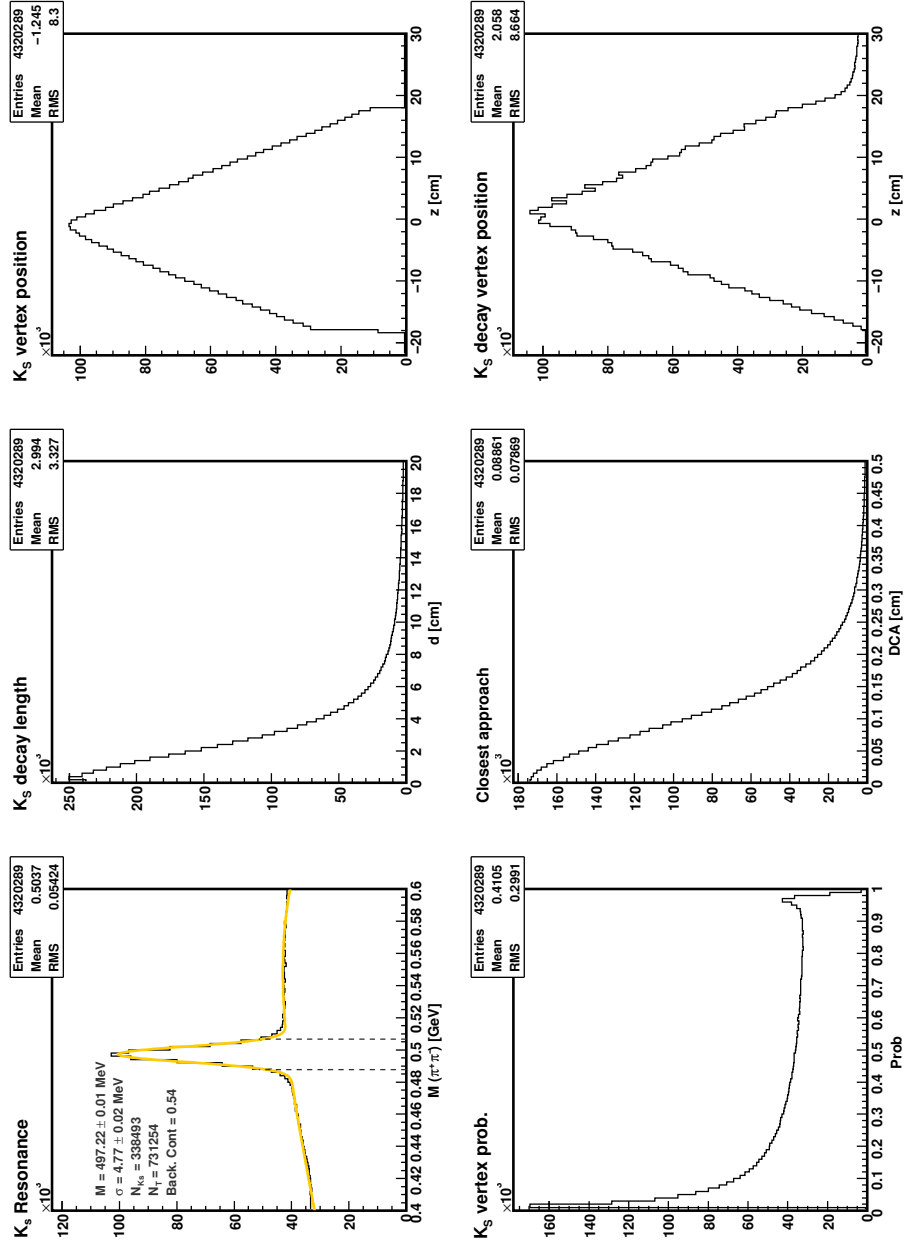 K_S Resonance
×10³
Entries 4320289
Mean 0.5037
RMS 0.05424
M = 497.22 ± 0.01 MeV
σ = 4.77 ± 0.02 MeV
N_Ks = 338493
N_T = 731254
Back. Cont = 0.54
120
100
80
60
40
20
0
0.4 0.42 0.44 0.46 0.48 0.5 0.52 0.54 0.56 0.58 0.6
M (π⁺π⁻) [GeV]
K_S decay length
×10³
Entries 4320289
Mean 2.994
RMS 3.327
250
200
150
100
50
0
0 2 4 6 8 10 12 14 16 18 20
d [cm]
K_S vertex position
×10³
Entries 4320289
Mean −1.245
RMS 8.3
100
80
60
40
20
0
−20 −10 0 10 20 30
z [cm]
K_S vertex prob.
×10³
Entries 4320289
Mean 0.4105
RMS 0.2991
160
140
120
100
80
60
40
20
0
0 0.1 0.2 0.3 0.4 0.5 0.6 0.7 0.8 0.9 1
Prob
Closest approach
×10³
Entries 4320289
Mean 0.08861
RMS 0.07869
180
160
140
120
100
80
60
40
20
0
0 0.05 0.1 0.15 0.2 0.25 0.3 0.35 0.4 0.45 0.5
DCA [cm]
K_S decay vertex position
×10³
Entries 4320289
Mean 2.058
RMS 8.664
100
80
60
40
20
0
−20 −10 0 10 20 30
z [cm]